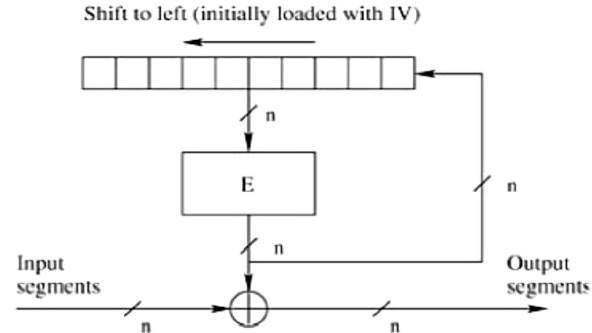 Shift to left (initially loaded with IV)
n
E
n
n
Input
segments
Output
segments
n
n